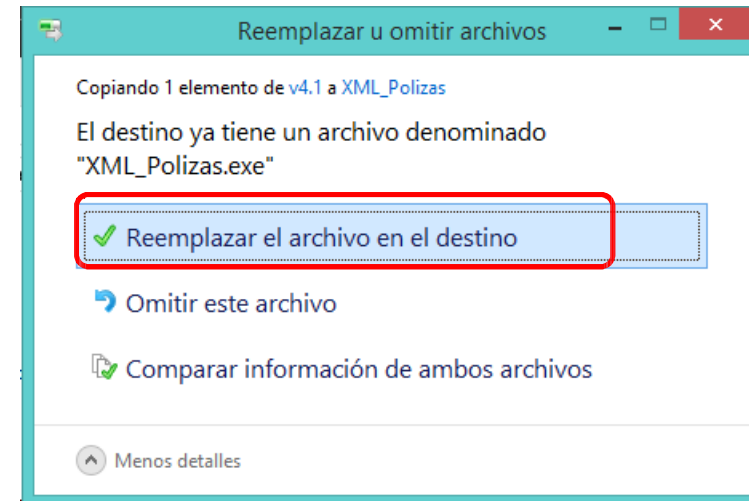 Reemplazar u omitir archivos
Copiando 1 elemento de v4.1 a XML_Polizas
El destino ya tiene un archivo denominado
"XML_Polizas.exe"
Reemplazar el archivo en el destino
Omitir este archivo
Comparar información de ambos archivos
Menos detalles